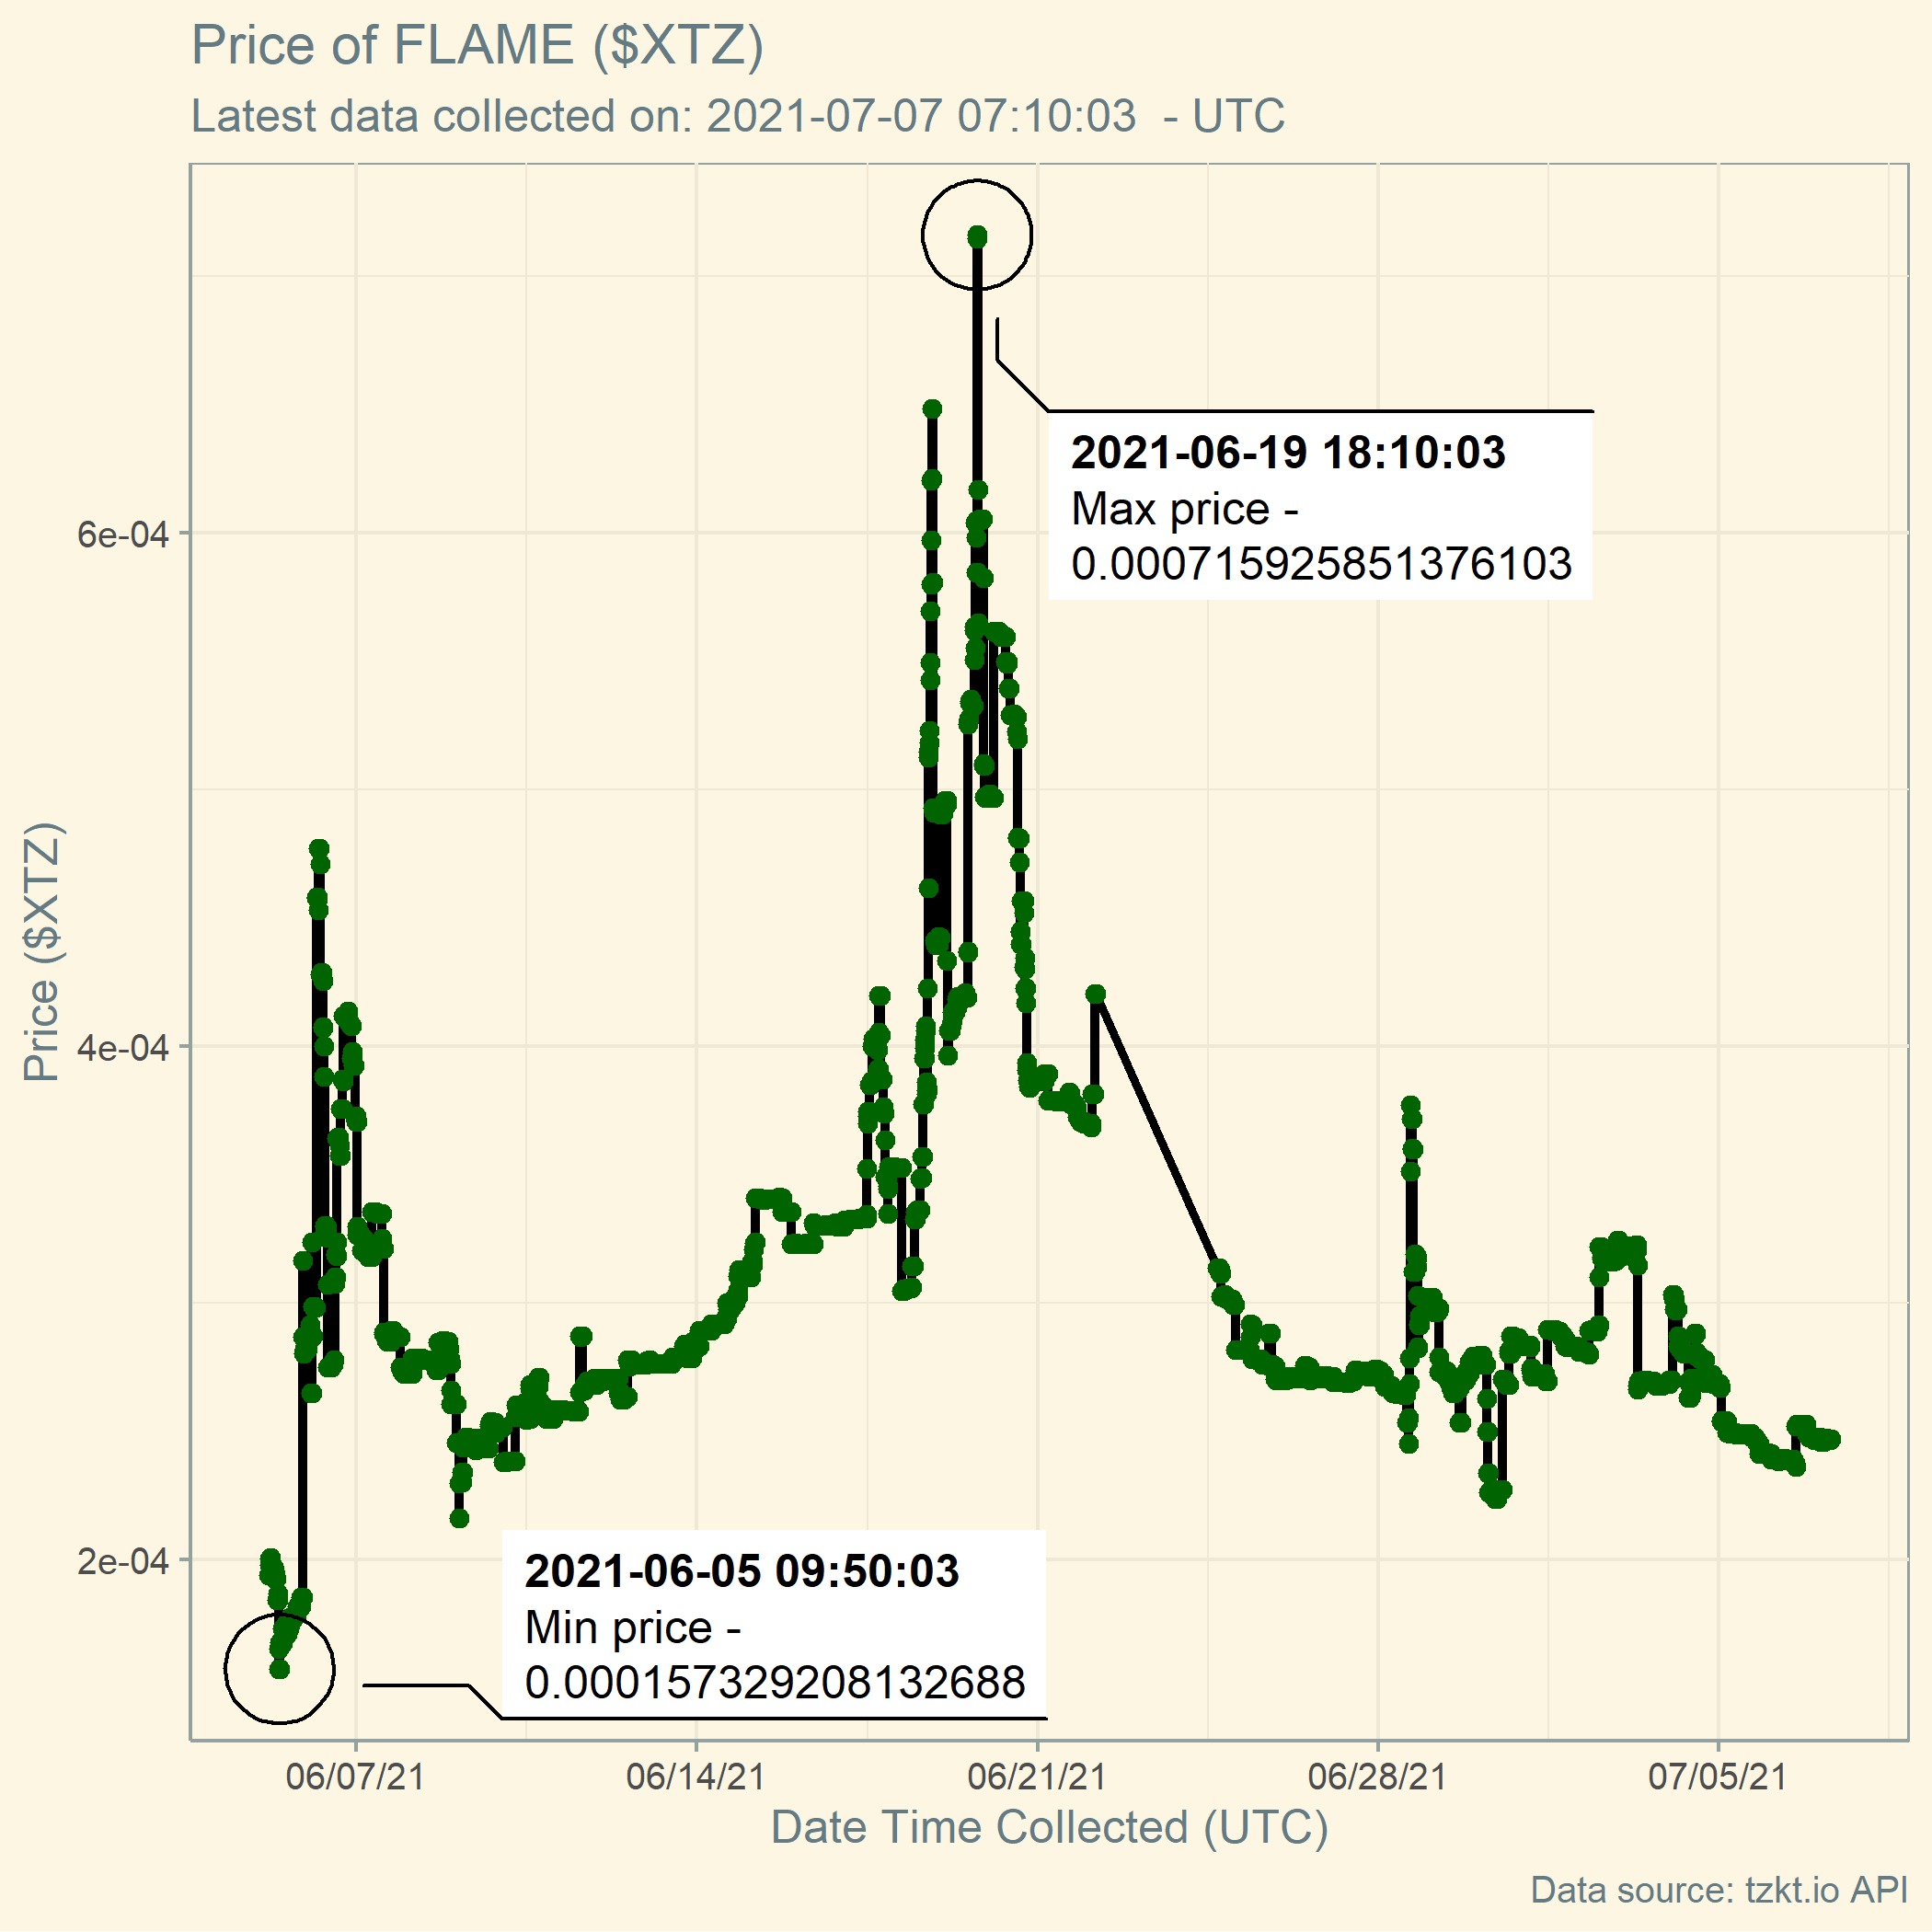 Price of FLAME ($XTZ)
Latest data collected on: 2021-07-07 07:10:03  - UTC
2021-06-19 18:10:03
Max price -
0.000715925851376103
6e-04
Price ($XTZ)
4e-04
2e-04
2021-06-05 09:50:03
Min price -
0.000157329208132688
06/07/21
06/14/21
06/21/21
06/28/21
07/05/21
Date Time Collected (UTC)
Data source: tzkt.io API